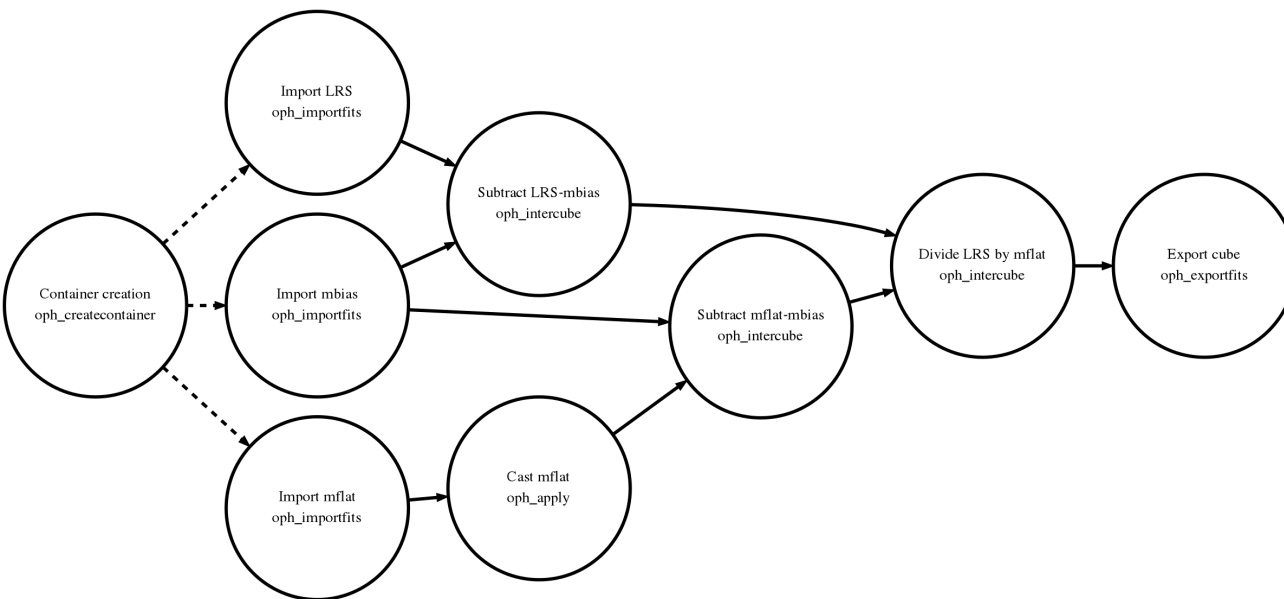 Import LRS
oph_importfits
Subtract LRS-mbias
oph_intercube
Container creation
oph_createcontainer
Import mbias
oph_importfits
Subtract mflat-mbias
oph_intercube
Divide LRS by mflat
oph_intercube
Export cube
oph_exportfits
Import mflat
oph_importfits
Cast mflat
oph_apply